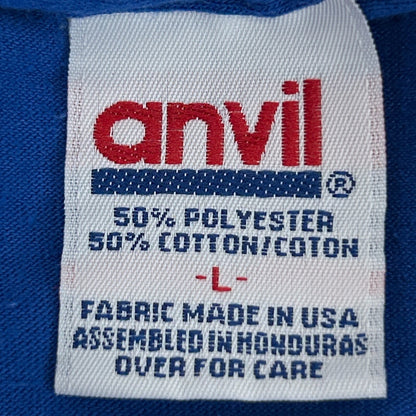 anvil®
50% POLYESTER
50% COTTON/COTON
-L-
FABRIC MADE IN USA
ASSEMBLED IN HONDURAS
OVER FOR CARE